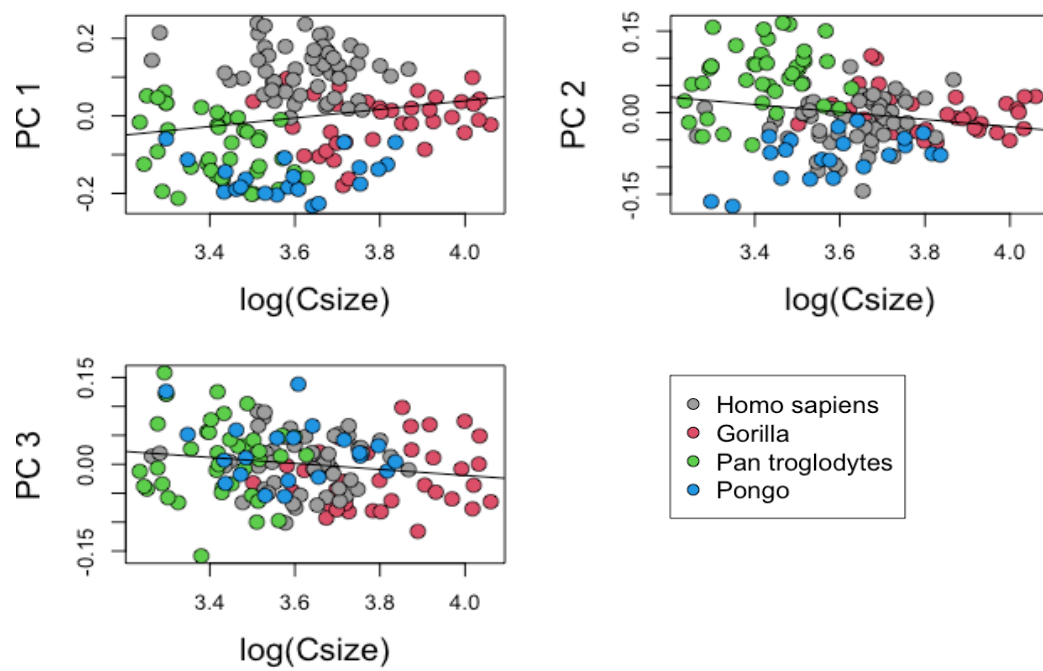 PC 1
0.2
0.0
-0.2
3.4 3.6 3.8 4.0
log(Csize)
PC 2
0.15
0.00
-0.15
3.4 3.6 3.8 4.0
log(Csize)
PC 3
0.15
0.00
-0.15
3.4 3.6 3.8 4.0
log(Csize)
Homo sapiens
Gorilla
Pan troglodytes
Pongo